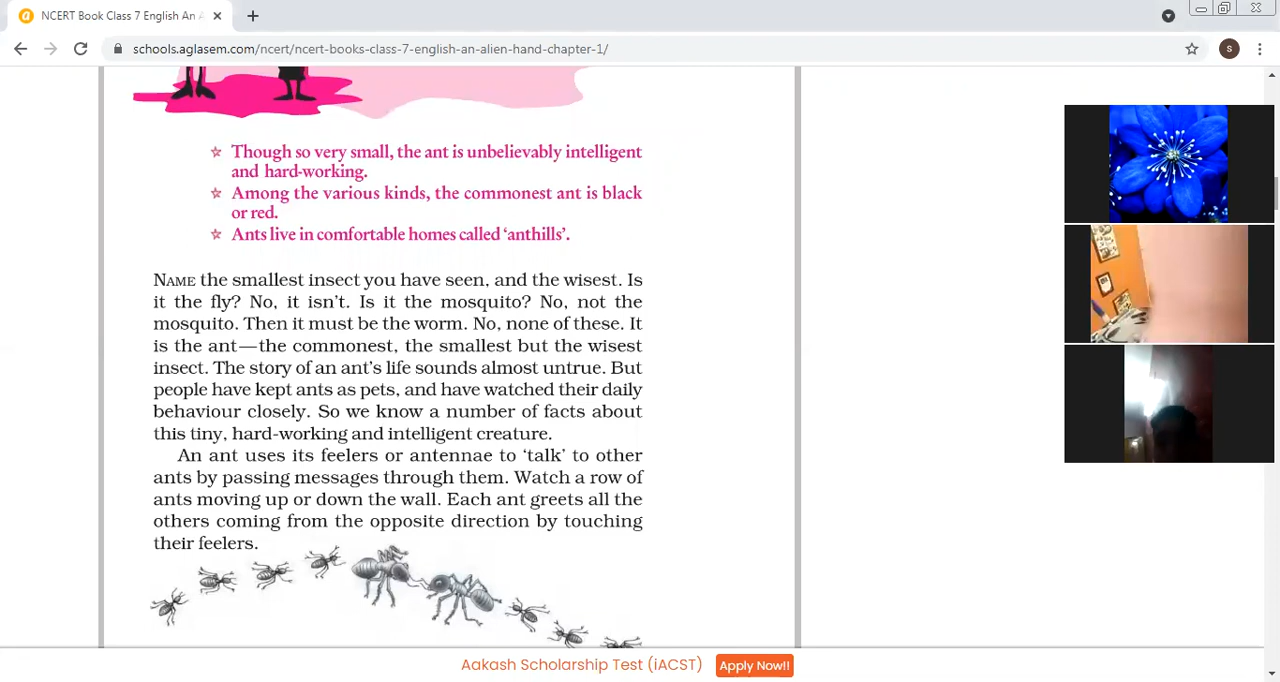 NCERT Book Class 7 English An A
schools.aglasem.com/ncert/ncert-books-class-7-english-an-alien-hand-chapter-1/
S
☆ Though so very small, the ant is unbelievably intelligent
and hard-working.
☆ Among the various kinds, the commonest ant is black
or red.
☆ Ants live in comfortable homes called ‘anthills’.
NAME the smallest insect you have seen, and the wisest. Is
it the fly? No, it isn’t. Is it the mosquito? No, not the
mosquito. Then it must be the worm. No, none of these. It
is the ant—the commonest, the smallest but the wisest
insect. The story of an ant’s life sounds almost untrue. But
people have kept ants as pets, and have watched their daily
behaviour closely. So we know a number of facts about
this tiny, hard-working and intelligent creature.
An ant uses its feelers or antennae to ‘talk’ to other
ants by passing messages through them. Watch a row of
ants moving up or down the wall. Each ant greets all the
others coming from the opposite direction by touching
their feelers.
Aakash Scholarship Test (iACST) Apply Now!!